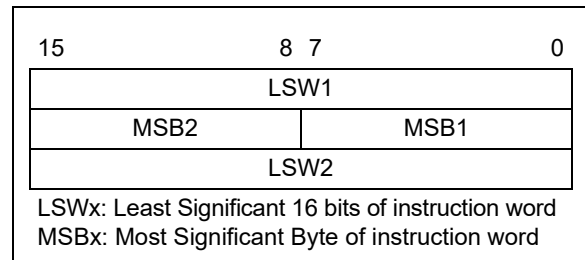 15 8 7 0
LSW1
MSB2 MSB1
LSW2
LSWx: Least Significant 16 bits of instruction word
MSBx: Most Significant Byte of instruction word